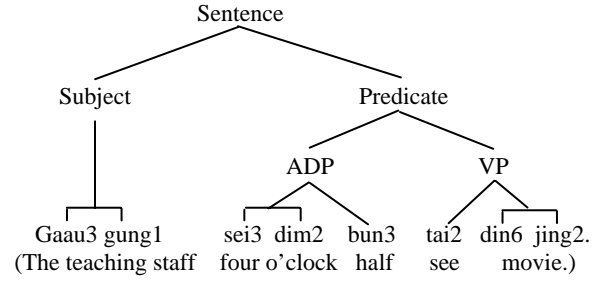 Sentence
Subject Predicate
ADP VP
Gaau3 gung1 sei3 dim2 bun3 tai2 din6 jing2.
(The teaching staff four o’clock half see movie.)